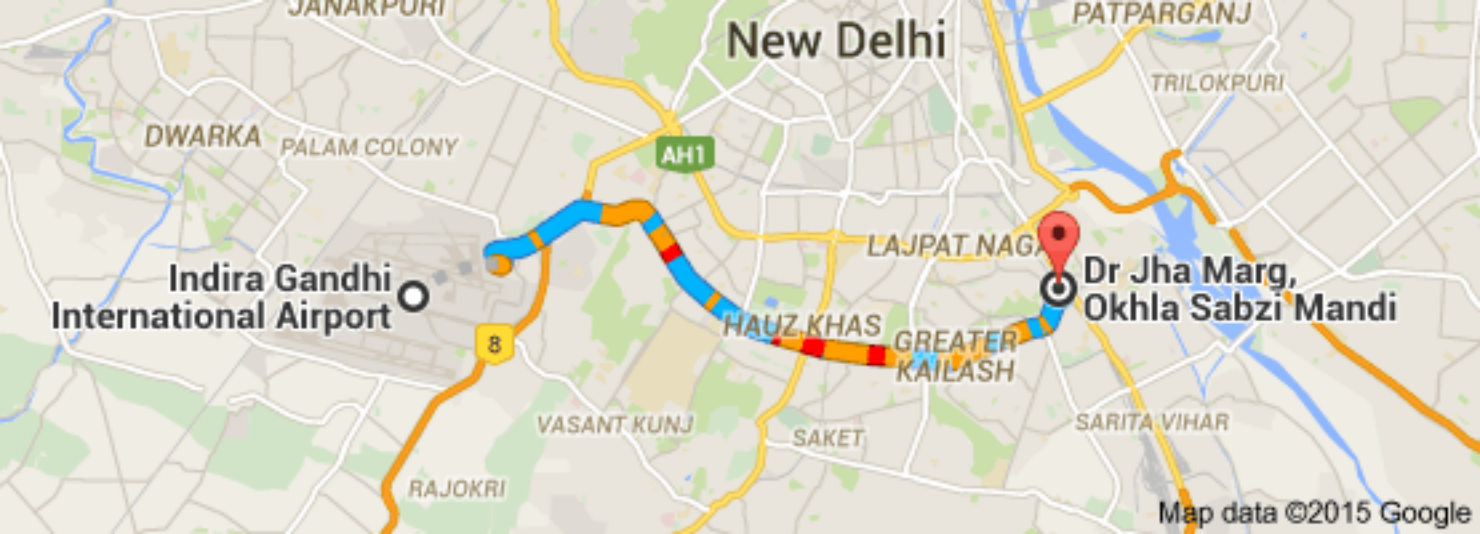 JANAKPURI
New Delhi
PATPARGANJ
TRILOKPURI
DWARKA
PALAM COLONY
AH1
LAJPAT NAGA
Indira Gandhi
International Airport
Dr Jha Marg,
Okhla Sabzi Mandi
8
HAUZ KHAS
GREATER
KAILASH
VASANT KUNJ
SAKET
SARITA VIHAR
RAJOKRI
Map data ©2015 Google